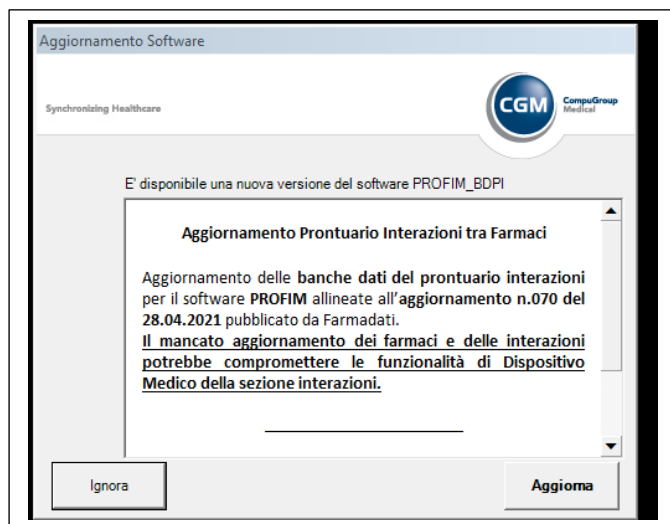 Aggiornamento Software
Synchronizing Healthcare
CGM
CompuGroup
Medical
E' disponibile una nuova versione del software PROFIM_BDPI
Aggiornamento Prontuario Interazioni tra Farmaci
Aggiornamento delle banche dati del prontuario interazioni
per il software PROFIM allineate all'aggiornamento n.070 del
28.04.2021 pubblicato da Farmadati.
Il mancato aggiornamento dei farmaci e delle interazioni
potrebbe compromettere le funzionalità di Dispositivo
Medico della sezione interazioni.
Ignora
Aggiorna